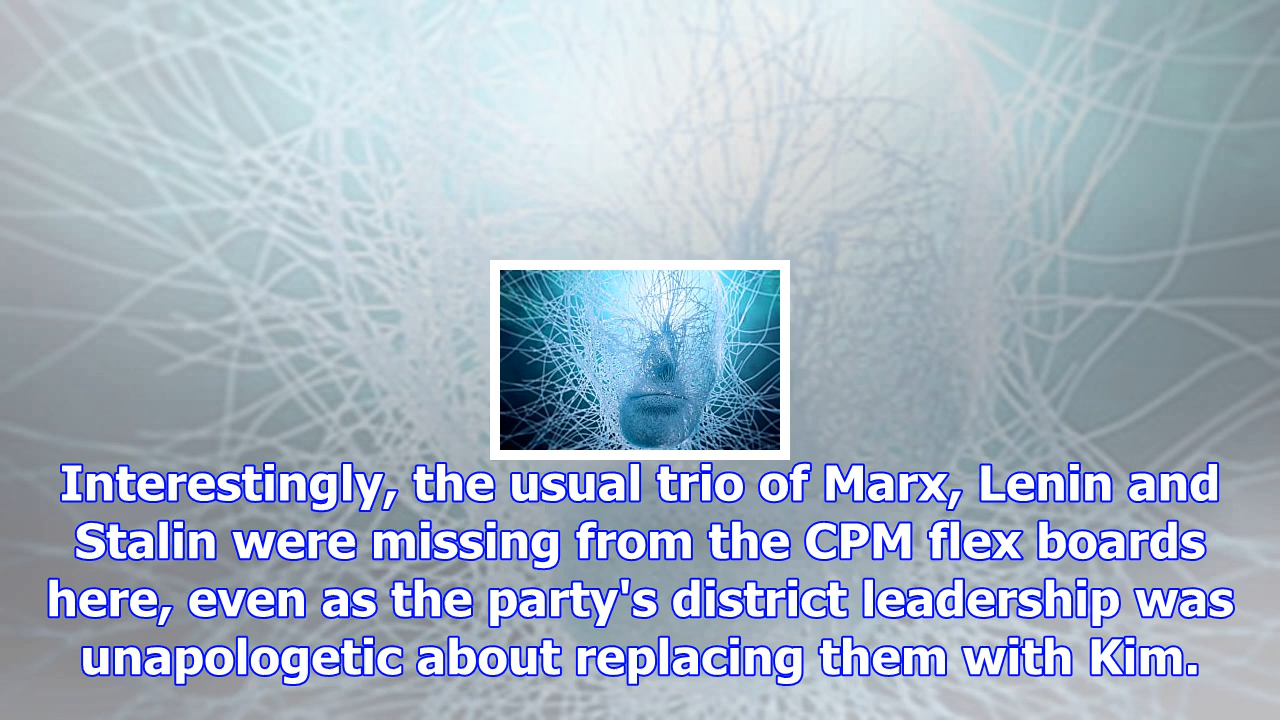 Interestingly, the usual trio of Marx, Lenin and
Stalin were missing from the CPM flex boards
here, even as the party's district leadership was
unapologetic about replacing them with Kim.